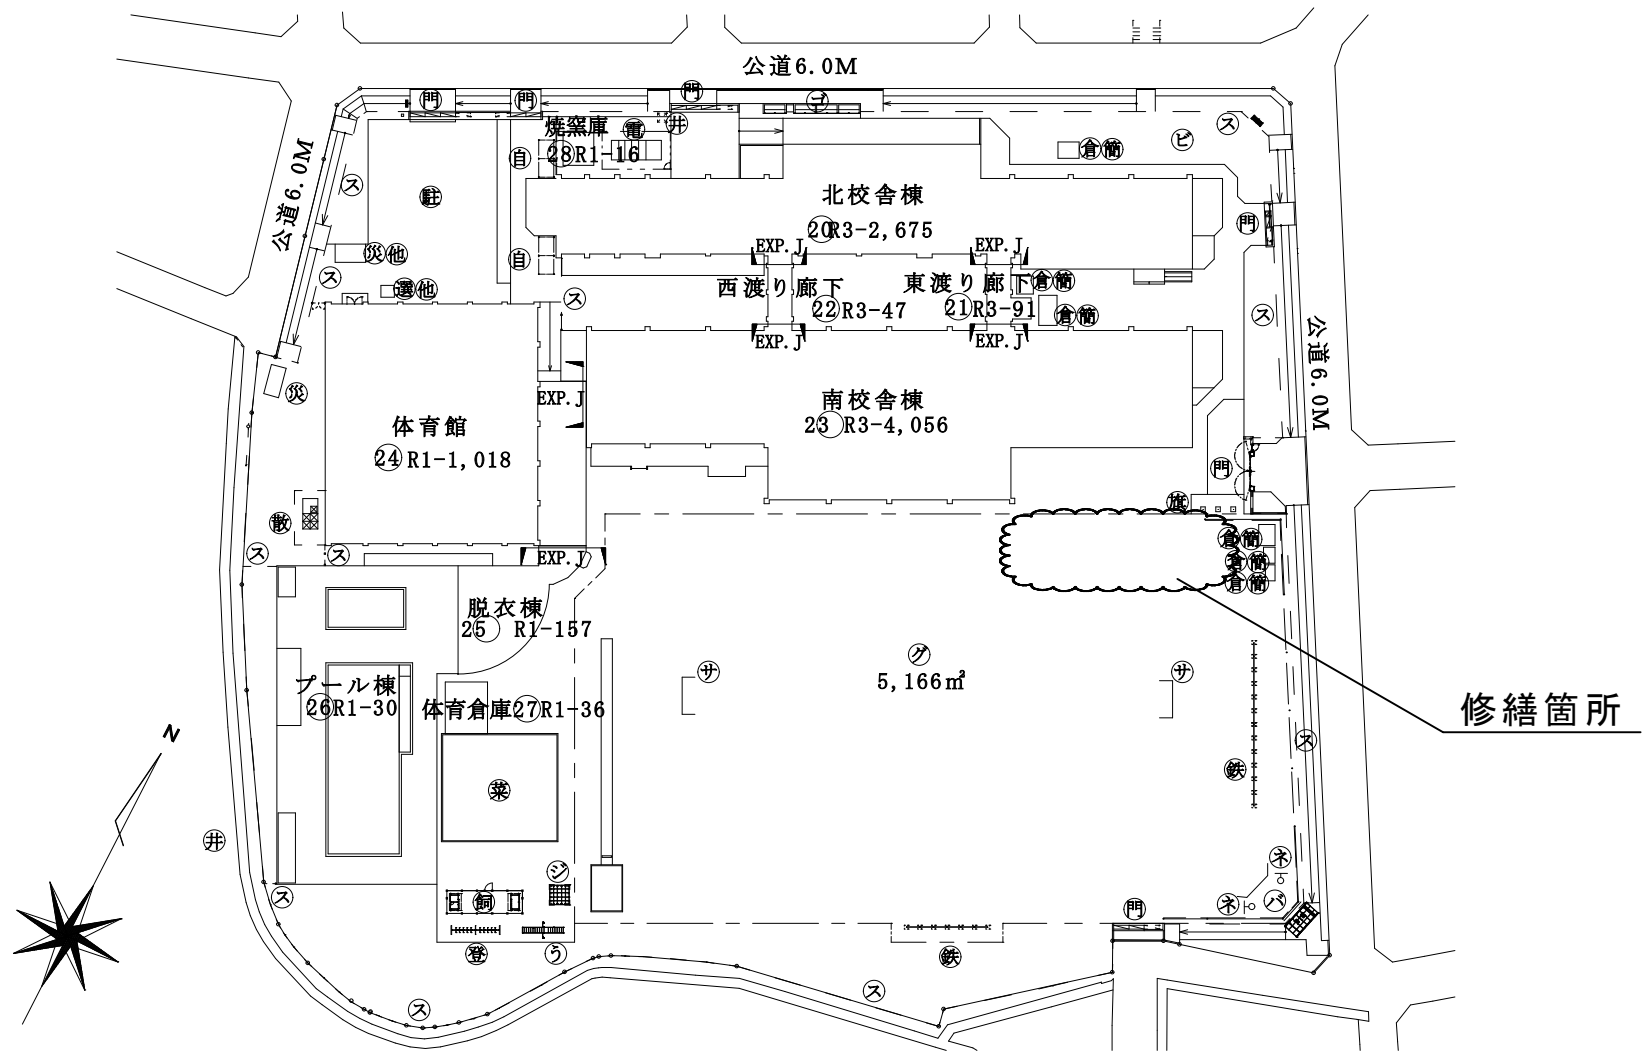 公道6.0M
門
門
門
ゴ
焼窯庫
28R1-16
電
井
ス
ビ
倉簡
自
公道6.0M
ス
駐
北校舎棟
20R3-2,675
門
EXP.J
EXP.J
自
災他
ス
選他
西渡り廊下
22R3-47
東渡り廊下
21R3-91
倉簡
倉簡
ス
ス
EXP.J
EXP.J
公道6.0M
災
EXP.J
体育館
24R1-1,018
南校舎棟
23R3-4,056
門
旗
散
ス
ス
EXP.J
倉簡
倉簡
倉簡
脱衣棟
25 R1-157
グ
5,166㎡
サ
サ
プール棟
26R1-30
体育倉庫27R1-36
修繕箇所
ス
N
鉄
菜
井
ジ
ネ
ス
飼
ネ
バ
門
登
う
鉄
ス
ス